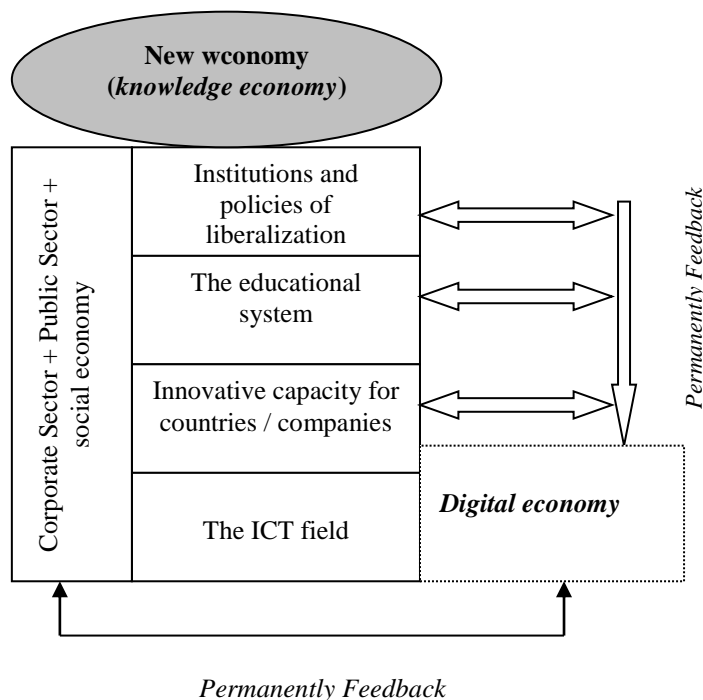 New wconomy
(knowledge economy)
Corporate Sector + Public Sector +
social economy
Institutions and
policies of
liberalization
The educational
system
Innovative capacity for
countries / companies
The ICT field
Digital economy
Permanently Feedback
Permanently Feedback